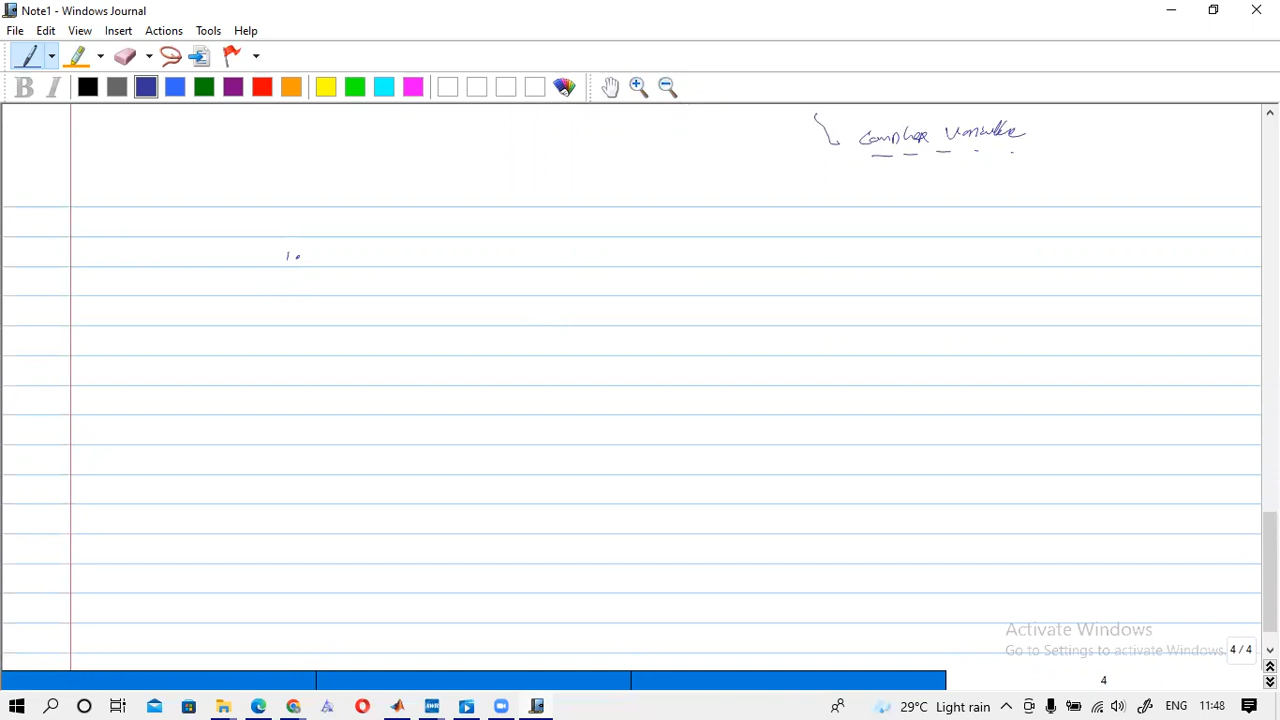 Note1 - Windows Journal
File Edit View Insert Actions Tools Help
B I
complex variable
1.
Activate Windows
Go to Settings to activate Windows.
4 / 4
4
29°C Light rain ENG 11:48